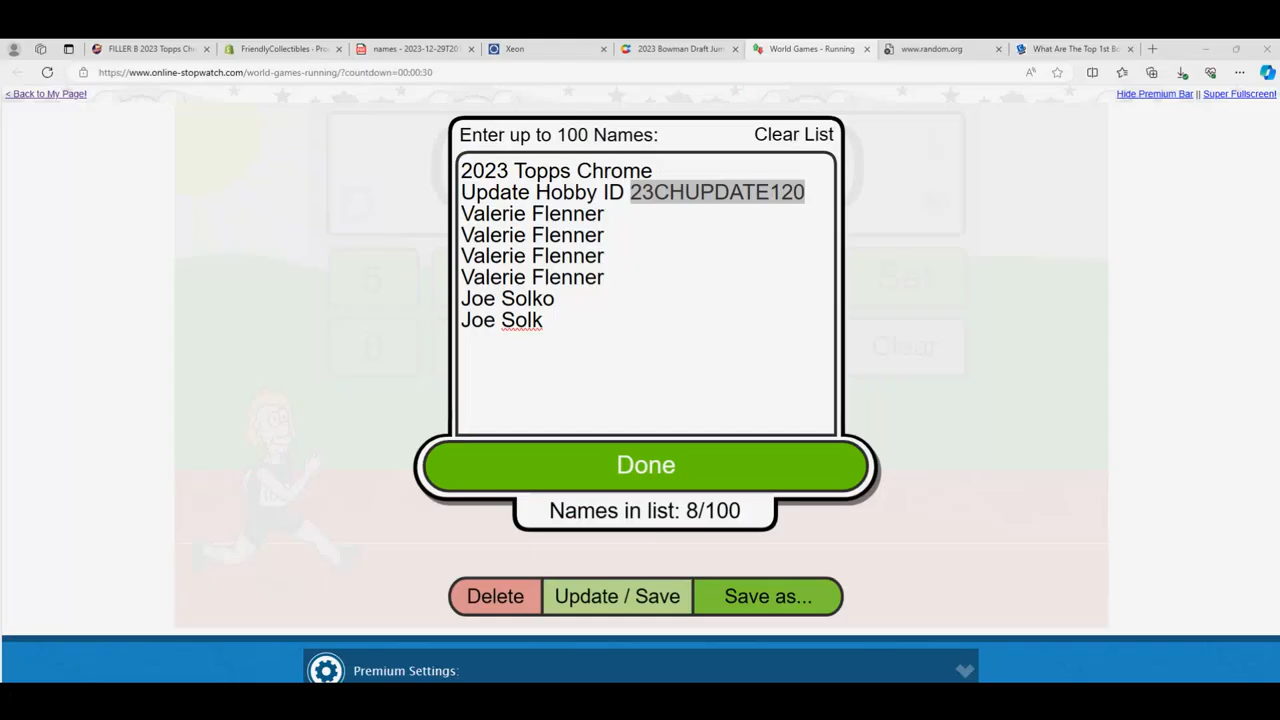 FILLER B 2023 Topps Chr
FriendlyCollectibles · Pro
names - 2023-12-29T20
Xeon
2023 Bowman Draft Jum
World Games - Running
www.random.org
What Are The Top 1st Bo
https://www.online-stopwatch.com/world-games-running/?countdown=00:00:30
< Back to My Page!
Hide Premium Bar || Super Fullscreen!
Enter up to 100 Names:
Clear List
2023 Topps Chrome
Update Hobby ID 23CHUPDATE120
Valerie Flenner
Valerie Flenner
Valerie Flenner
Valerie Flenner
Joe Solko
Joe Solk
6
0
Clear
Done
Names in list: 8/100
Delete
Update / Save
Save as...
Premium Settings: